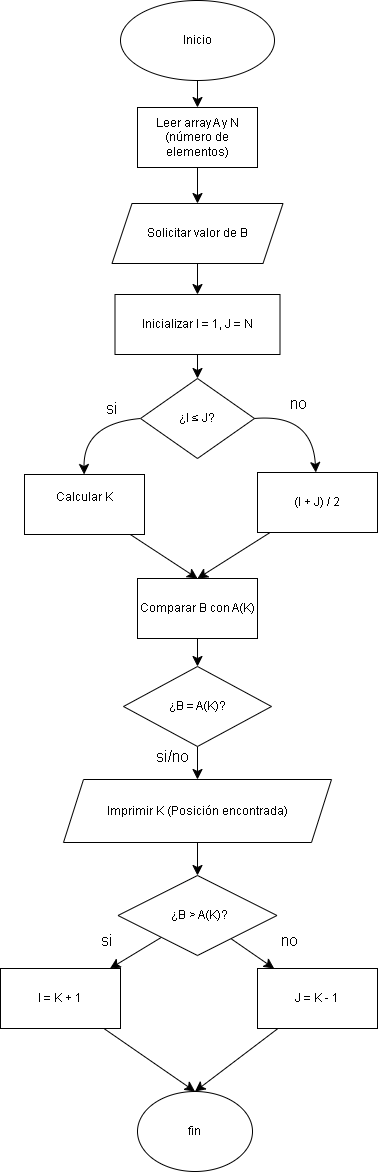 Inicio
Leer array A y N
(número de
elementos)
Solicitar valor de B
Inicializar I = 1, J = N
¿I ≤ J?
si
no
Calcular K
(I + J) / 2
Comparar B con A(K)
¿B = A(K)?
si/no
Imprimir K (Posición encontrada)
¿B > A(K)?
si
no
I = K + 1
J = K - 1
fin